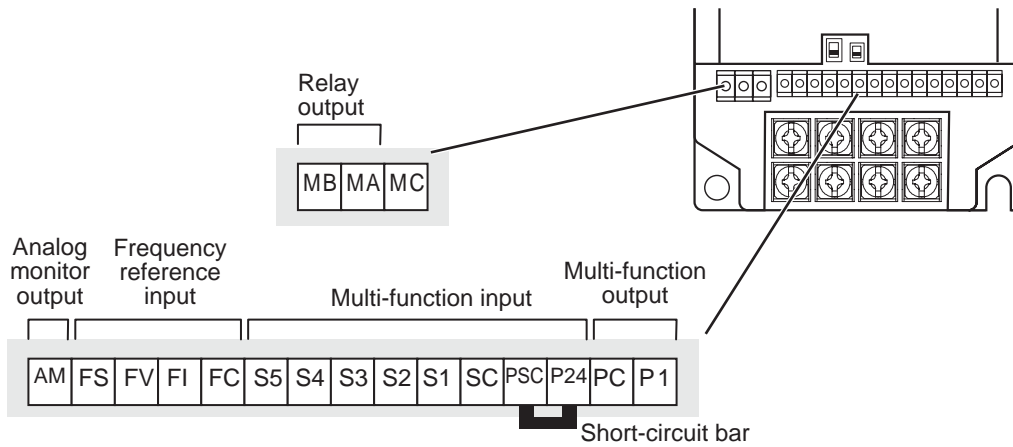 Relay
output
MB MA MC
Analog
monitor
output
Frequency
reference
input
Multi-function input
Multi-function
output
AM FS FV FI FC S5 S4 S3 S2 S1 SC PSC P24 PC P1
Short-circuit bar